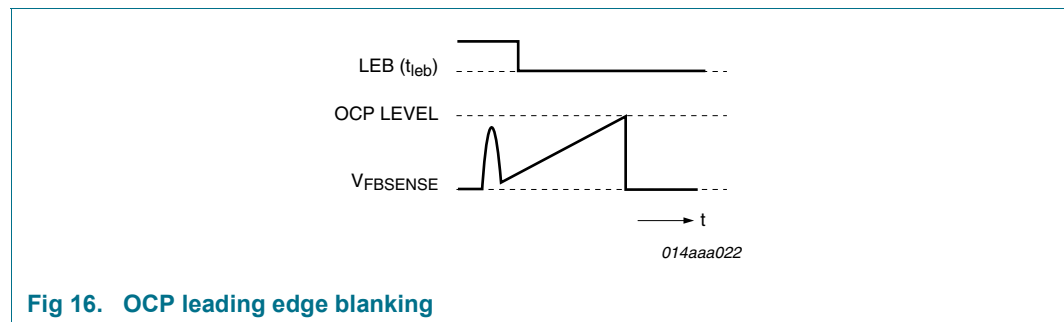 LEB (tleb)
OCP LEVEL
VFBSENSE
t
014aaa022
Fig 16. OCP leading edge blanking